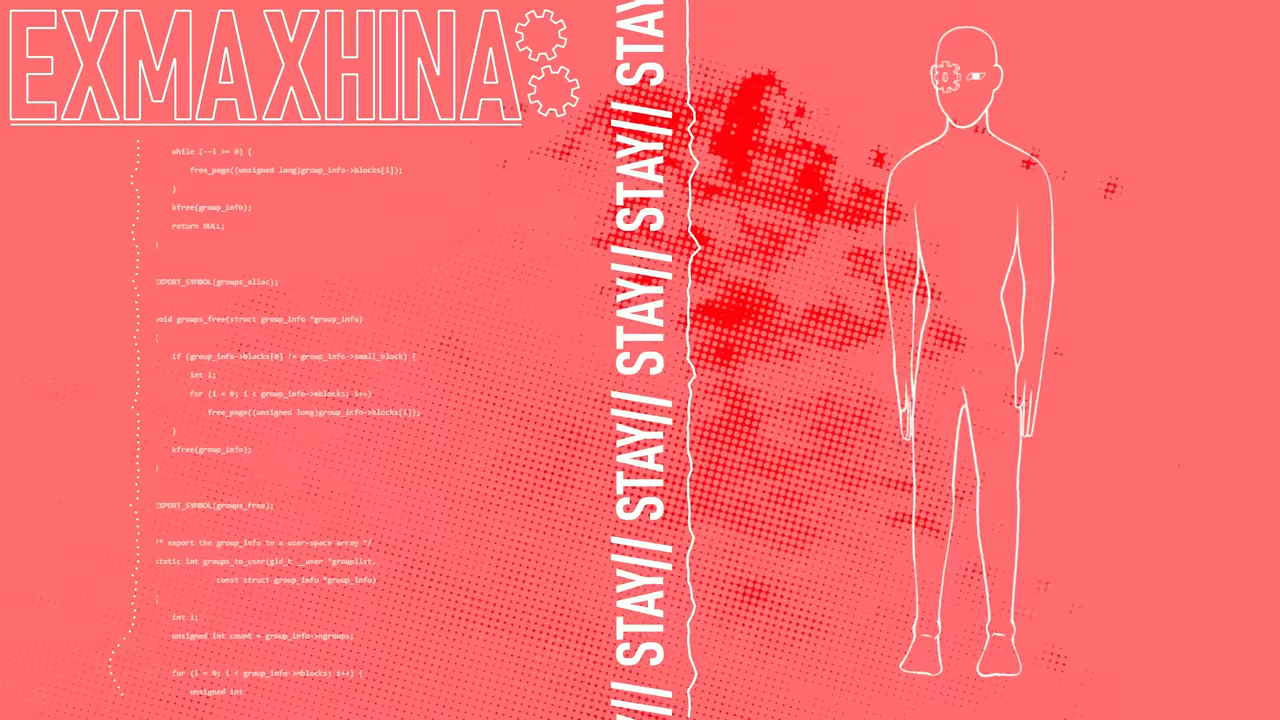 EXMAXHINA
while (--i >= 0) {
free_page((unsigned long)group_info->blocks[i]);
}
kfree(group_info);
return NULL;
}
EXPORT_SYMBOL(groups_alloc);
void groups_free(struct group_info *group_info)
{
if (group_info->blocks[0] != group_info->small_block) {
int i;
for (i = 0; i < group_info->nblocks; i++)
free_page((unsigned long)group_info->blocks[i]);
}
kfree(group_info);
}
EXPORT_SYMBOL(groups_free);
/* export the group_info to a user-space array */
static int groups_to_user(gid_t __user *grouplist,
const struct group_info *group_info)
{
int i;
unsigned int count = group_info->ngroups;
for (i = 0; i < group_info->nblocks; i++) {
unsigned int
// STAY// STAY// STAY// STAY// STAY